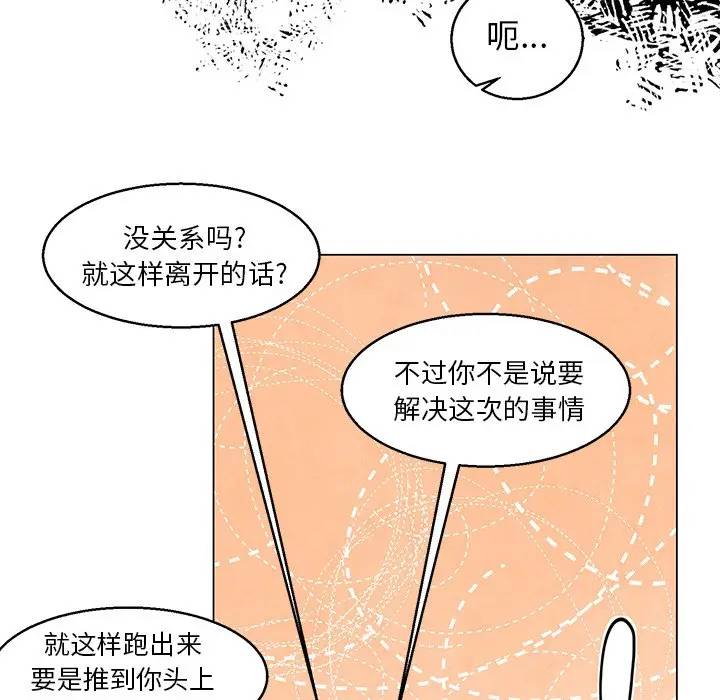 呃...
没关系吗?
就这样离开的话?
不过你不是说要
解决这次的事情
就这样跑出来
要是推到你头上